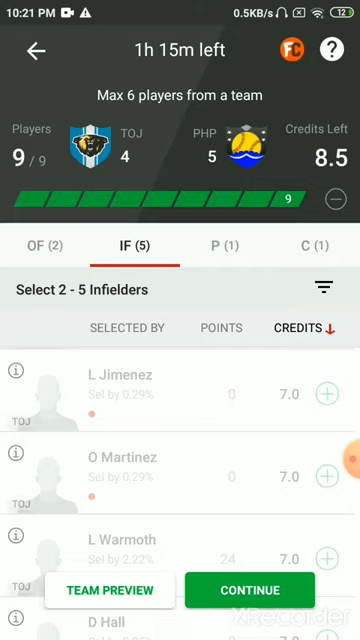 10:21 PM 0.5KB/s 12
1h 15m left FC ?
Max 6 players from a team
Players TOJ PHP Credits Left
9 / 9 4 5 8.5
9
OF (2) IF (5) P (1) C (1)
Select 2 - 5 Infielders
SELECTED BY POINTS CREDITS
L Jimenez
Sel by 0.29% 0 7.0
TOJ
O Martinez
Sel by 0.29% 0 7.0
TOJ
L Warmoth
Sel by 2.22% 24 7.0
TOJ
TEAM PREVIEW CONTINUE
D Hall
XRecorder